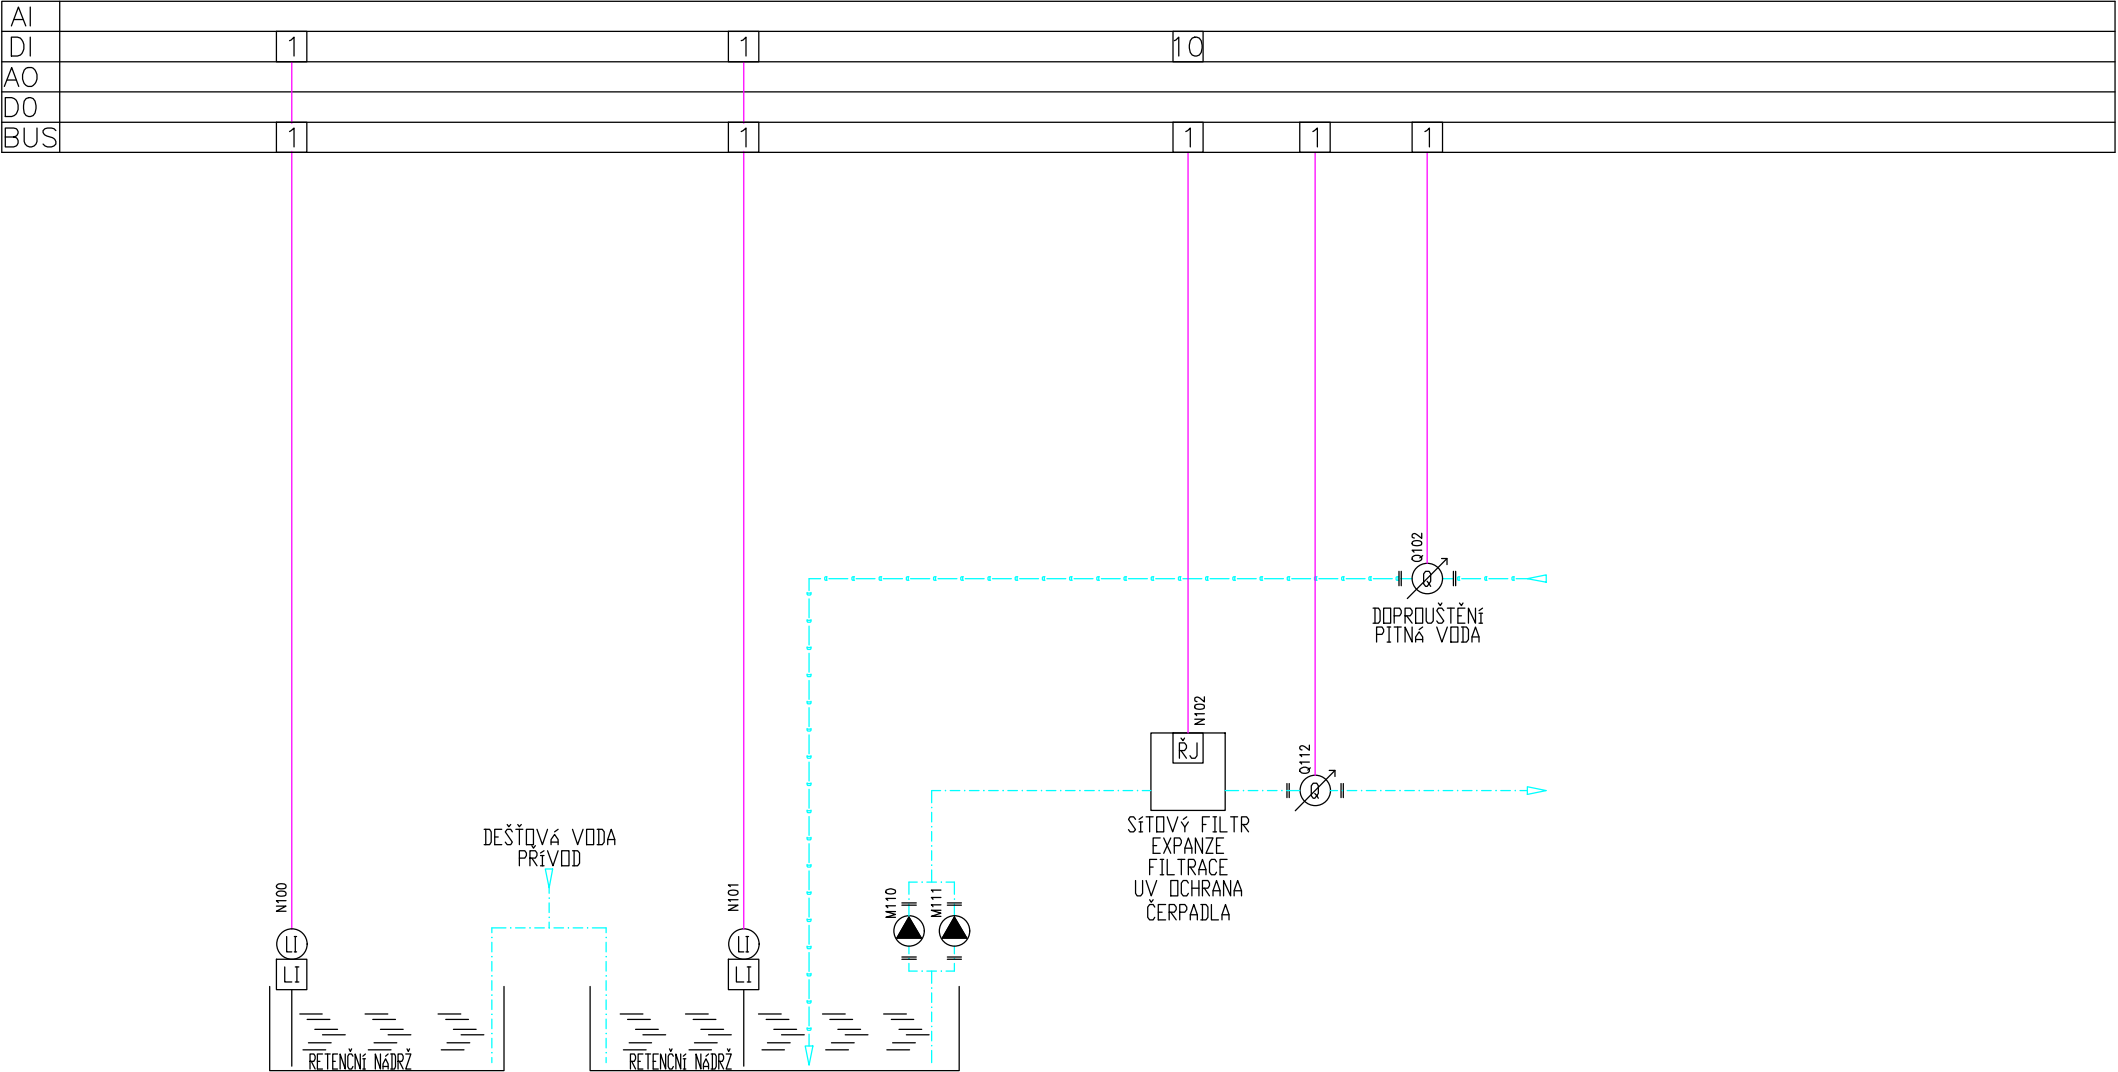 AI
DI 1 1 10
AO
DO
BUS 1 1 1 1 1
Q102
Q
DOPROUŠTĚNÍ
PITNÁ VODA
N102
ŘJ
Q112
Q
SÍTOVÝ FILTR
EXPANZE
FILTRACE
UV OCHRANA
ČERPADLA
DEŠŤOVÁ VODA
PŘÍVOD
N100
N101
M110
M111
LI
LI
LI
LI
RETENČNÍ NÁDRŽ
RETENČNÍ NÁDRŽ